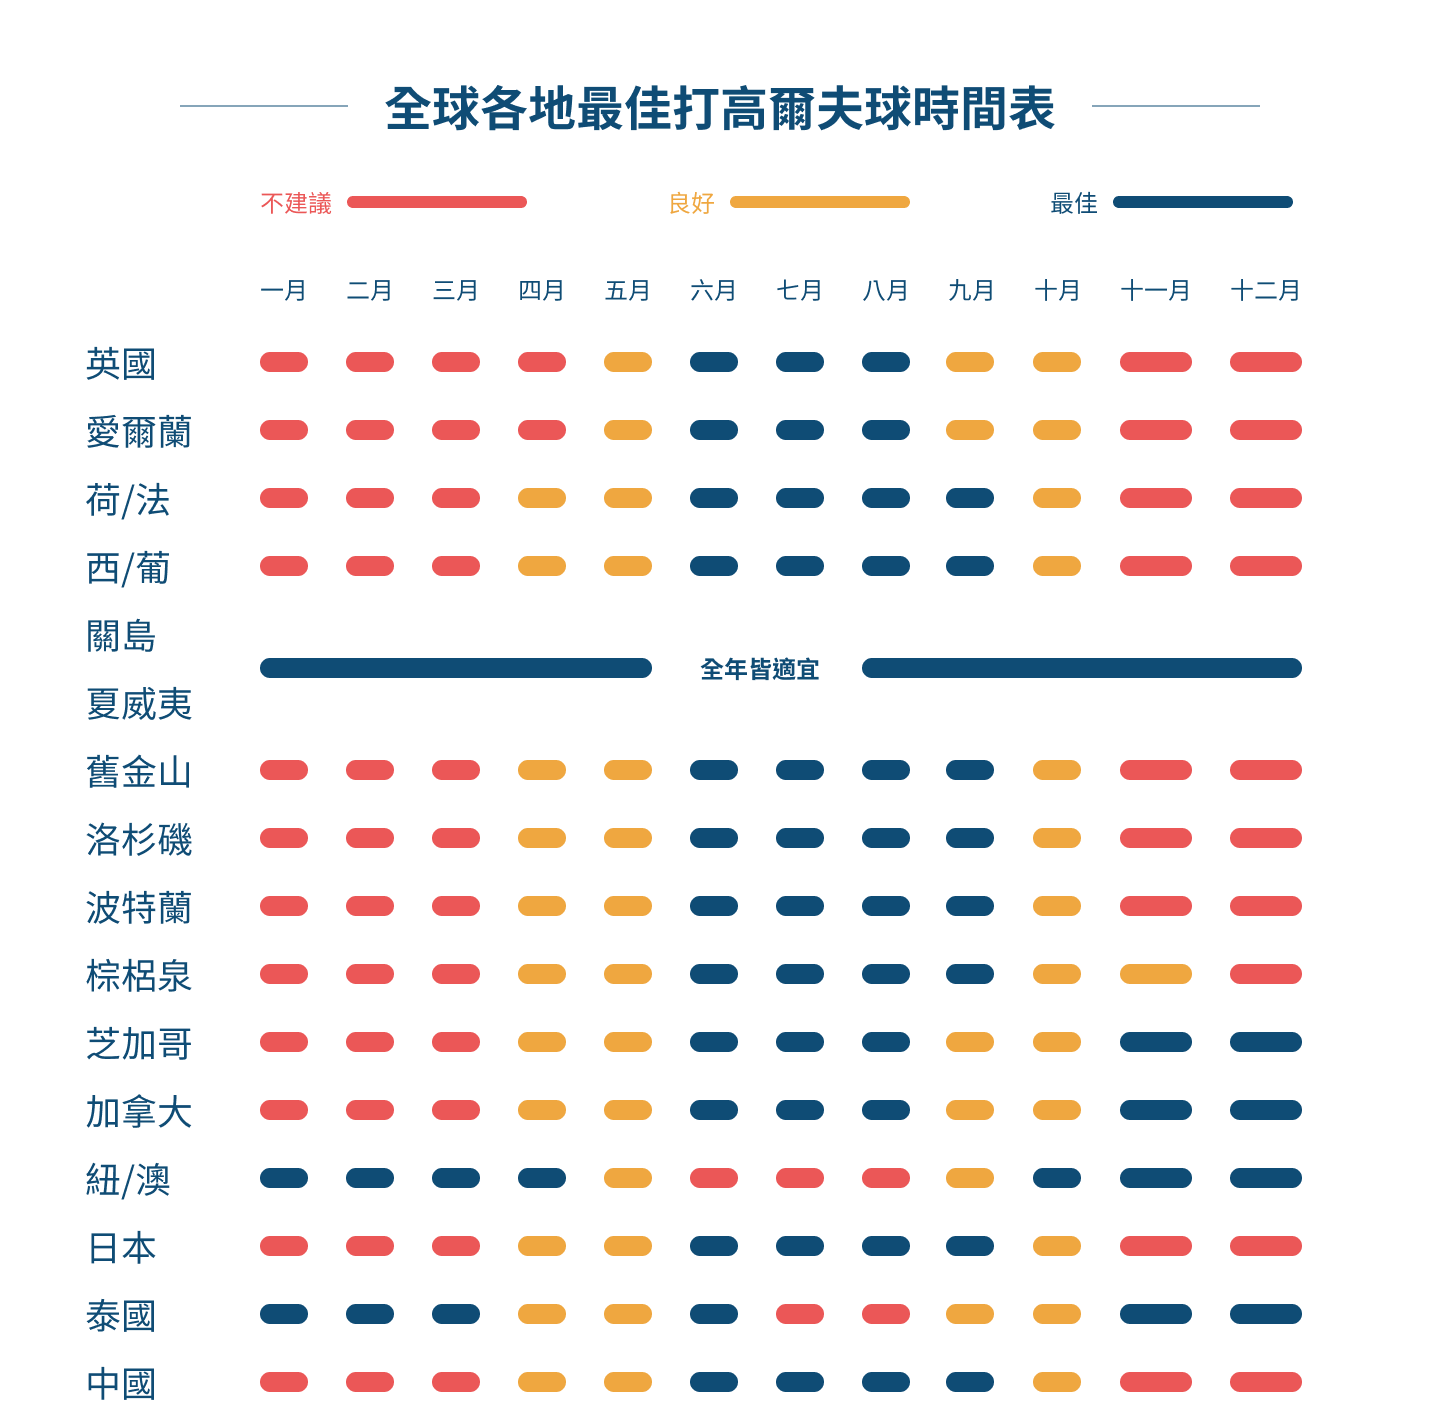 全球各地最佳打高爾夫球時間表
不建議 良好 最佳
一月 二月 三月 四月 五月 六月 七月 八月 九月 十月 十一月 十二月
英國
愛爾蘭
荷/法
西/葡
關島
全年皆適宜
夏威夷
舊金山
洛杉磯
波特蘭
棕梠泉
芝加哥
加拿大
紐/澳
日本
泰國
中國